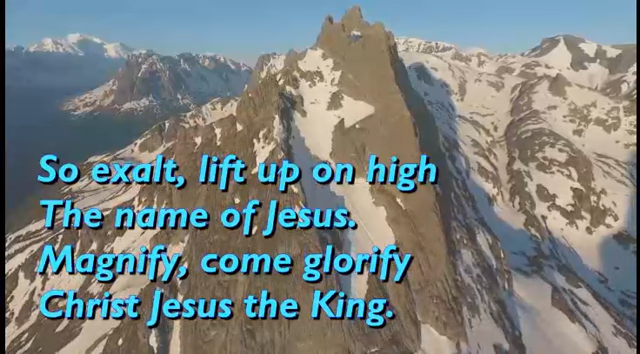 So exalt, lift up on high
The name of Jesus.
Magnify, come glorify
Christ Jesus the King.